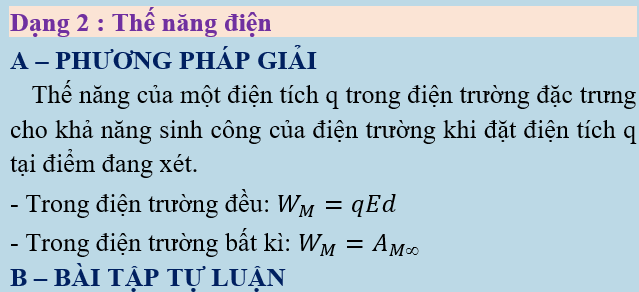 Dạng 2 : Thế năng điện
A – PHƯƠNG PHÁP GIẢI
Thế năng của một điện tích q trong điện trường đặc trưng
cho khả năng sinh công của điện trường khi đặt điện tích q
tại điểm đang xét.
- Trong điện trường đều: W_M = qEd
- Trong điện trường bất kì: W_M = A_{M∞}
B – BÀI TẬP TỰ LUẬN